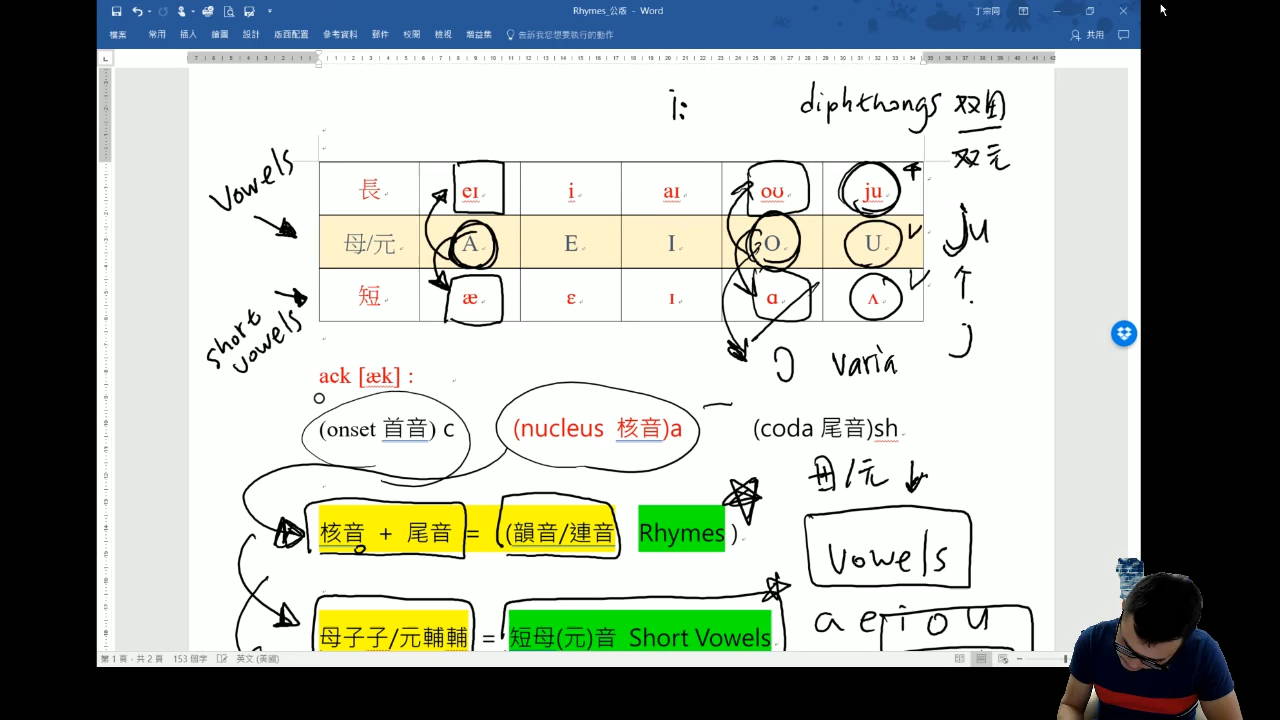 Rhymes_公版 - Word
丁宗同
檔案 常用 插入 繪圖 設計 版面配置 參考資料 郵件 校閱 檢視 增益集 告訴我您想要執行的動作 共用
i:
diphthongs 双母
双元
Vowels
長 eɪ i aɪ oʊ ju
母/元 A E I O U
短 æ ɛ ɪ ɑ ʌ
short vowels
ju
j
ɔ varia
ack [æk] :
(onset 首音) c (nucleus 核音)a (coda 尾音)sh
母/元
核音 + 尾音 = (韻音/連音 Rhymes )
vowels
a e i o u
母子子/元輔輔 = 短母(元)音 Short Vowels
第 1 頁，共 2 頁 153 個字 英文 (美國)